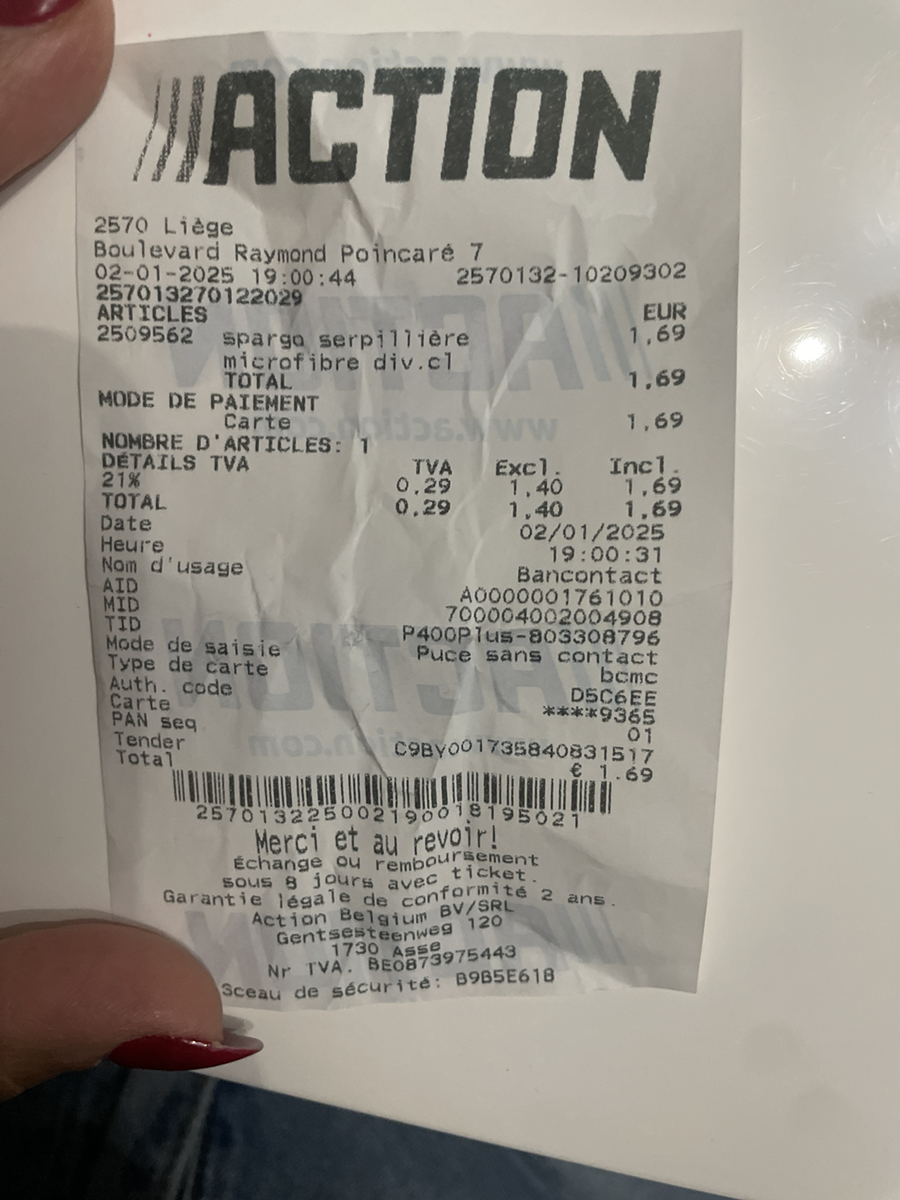 ACTION
2570 Liège
Boulevard Raymond Poincaré 7
02-01-2025 19:00:44 2570132-10209302
257013270122029
ARTICLES EUR
2509562 spargo serpillière 1,69
microfibre div.cl
TOTAL 1,69
MODE DE PAIEMENT
Carte 1,69
NOMBRE D'ARTICLES: 1
DÉTAILS TVA TVA Excl. Incl.
21% 0,29 1,40 1,69
TOTAL 0,29 1,40 1,69
Date 02/01/2025
Heure 19:00:31
Nom d'usage Bancontact
AID A0000001761010
MID 700004002004908
TID P400Plus-803308796
Mode de saisie Puce sans contact
Type de carte bcmc
Auth. code D5C6EE
Carte ****9365
PAN seq 01
Tender C9BY001735840831517
Total € 1.69
257013225002190018195021
Merci et au revoir!
Échange ou remboursement
sous 8 jours avec ticket.
Garantie légale de conformité 2 ans.
Action Belgium BV/SRL
Gentsesteenweg 120
1730 Asse
Nr TVA. BE0873975443
Sceau de sécurité: B9B5E61B